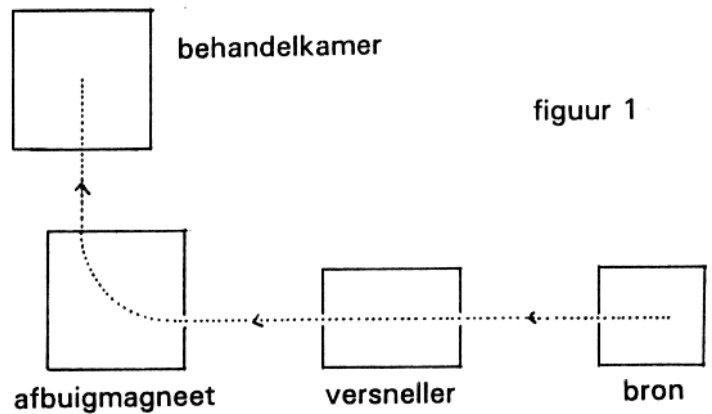 behandelkamer
figuur 1
afbuigmagneet
versneller
bron